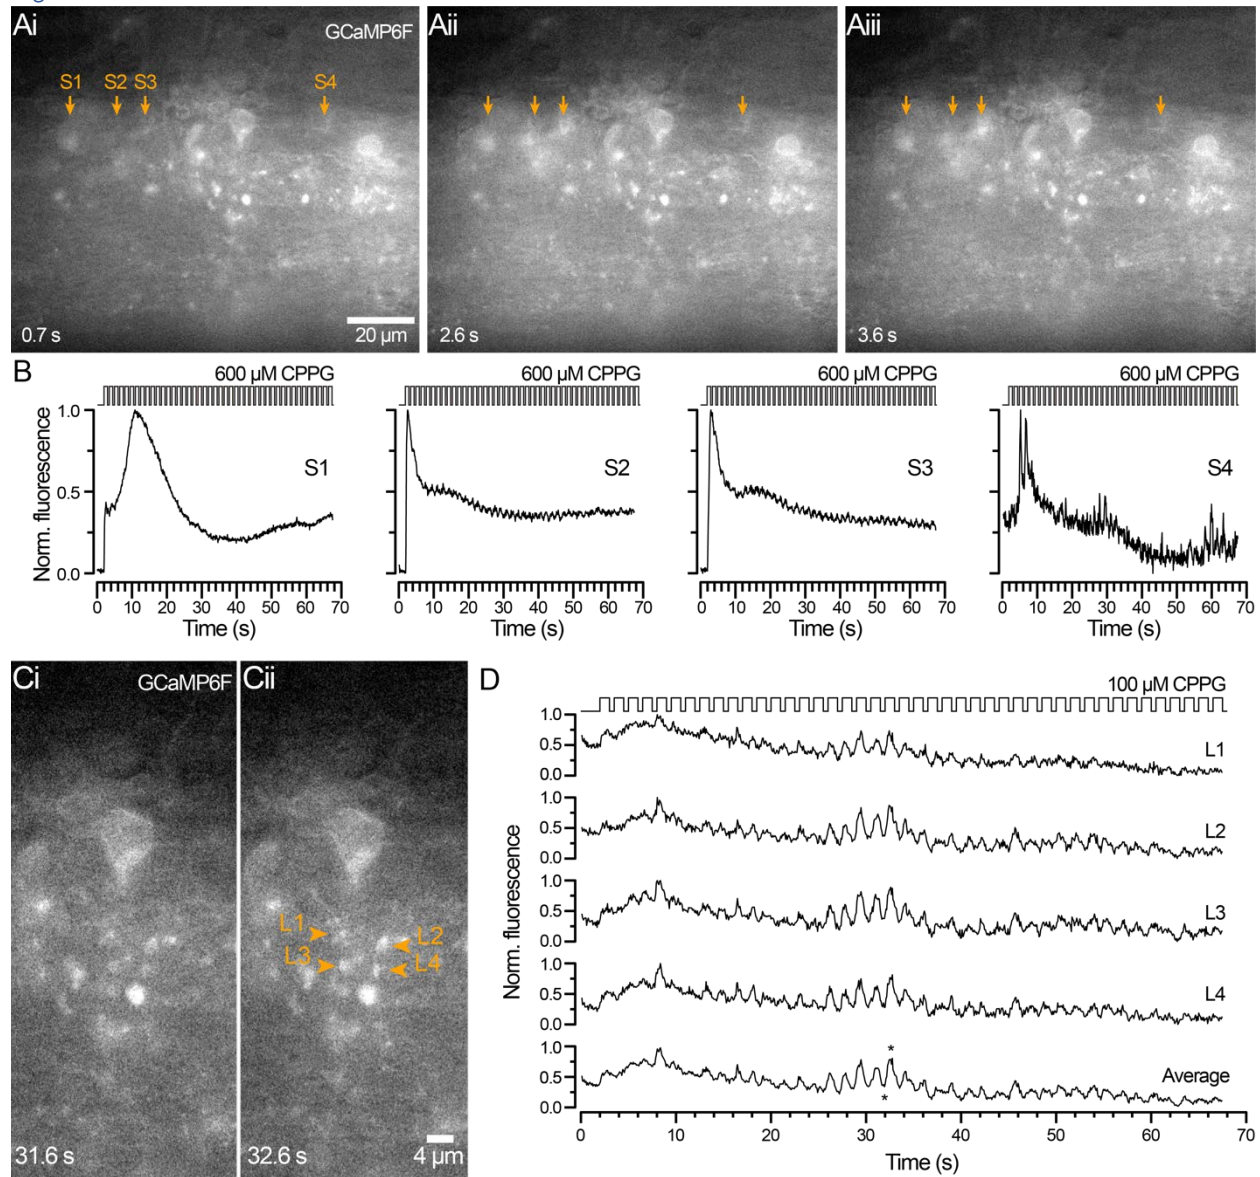 Ai GCaMP6F Aii Aiii
S1 S2 S3 S4
0.7 s 20 µm 2.6 s 3.6 s
B
600 µM CPPG 600 µM CPPG 600 µM CPPG 600 µM CPPG
Norm. fluorescence
1.0
0.5
0.0
S1 S2 S3 S4
0 10 20 30 40 50 60 70 0 10 20 30 40 50 60 70 0 10 20 30 40 50 60 70 0 10 20 30 40 50 60 70
Time (s) Time (s) Time (s) Time (s)
Ci GCaMP6F Cii
L1 L2
L3 L4
31.6 s 32.6 s 4 µm
D
100 µM CPPG
Norm. fluorescence
1.0
0.5 L1
0.0
1.0
0.5 L2
0.0
1.0
0.5 L3
0.0
1.0
0.5 L4
0.0
1.0 *
0.5 Average
0.0 *
0 10 20 30 40 50 60 70
Time (s)